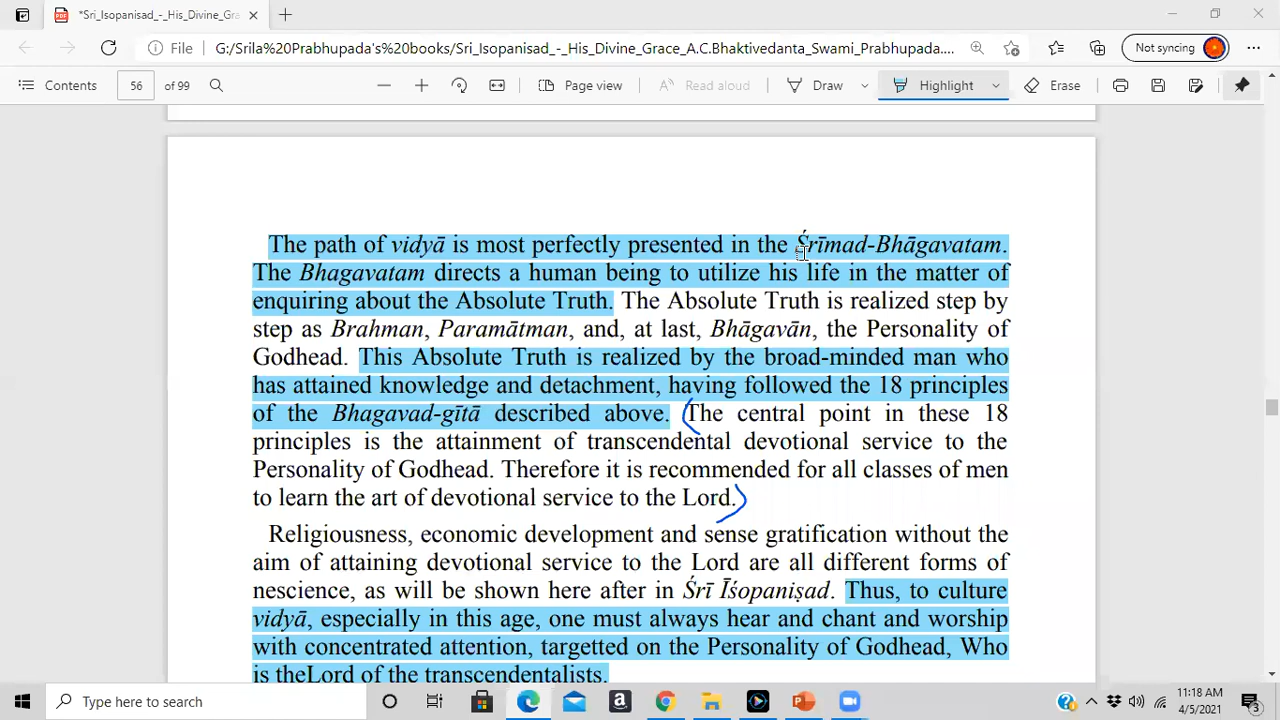 *Sri_Isopanisad_-_His_Divine_Gra
File
G:/Srila%20Prabhupada's%20books/Sri_Isopanisad_-_His_Divine_Grace_A.C.Bhaktivedanta_Swami_Prabhupada....
Not syncing
Contents
56
of 99
Page view
Read aloud
Draw
Highlight
Erase
The path of vidyā is most perfectly presented in the Śrīmad-Bhāgavatam.
The Bhagavatam directs a human being to utilize his life in the matter of
enquiring about the Absolute Truth. The Absolute Truth is realized step by
step as Brahman, Paramātman, and, at last, Bhāgavān, the Personality of
Godhead. This Absolute Truth is realized by the broad-minded man who
has attained knowledge and detachment, having followed the 18 principles
of the Bhagavad-gītā described above. (The central point in these 18
principles is the attainment of transcendental devotional service to the
Personality of Godhead. Therefore it is recommended for all classes of men
to learn the art of devotional service to the Lord.)
Religiousness, economic development and sense gratification without the
aim of attaining devotional service to the Lord are all different forms of
nescience, as will be shown here after in Śrī Īśopaniṣad. Thus, to culture
vidyā, especially in this age, one must always hear and chant and worship
with concentrated attention, targetted on the Personality of Godhead, Who
is theLord of the transcendentalists.
Type here to search
11:18 AM
4/5/2021
3